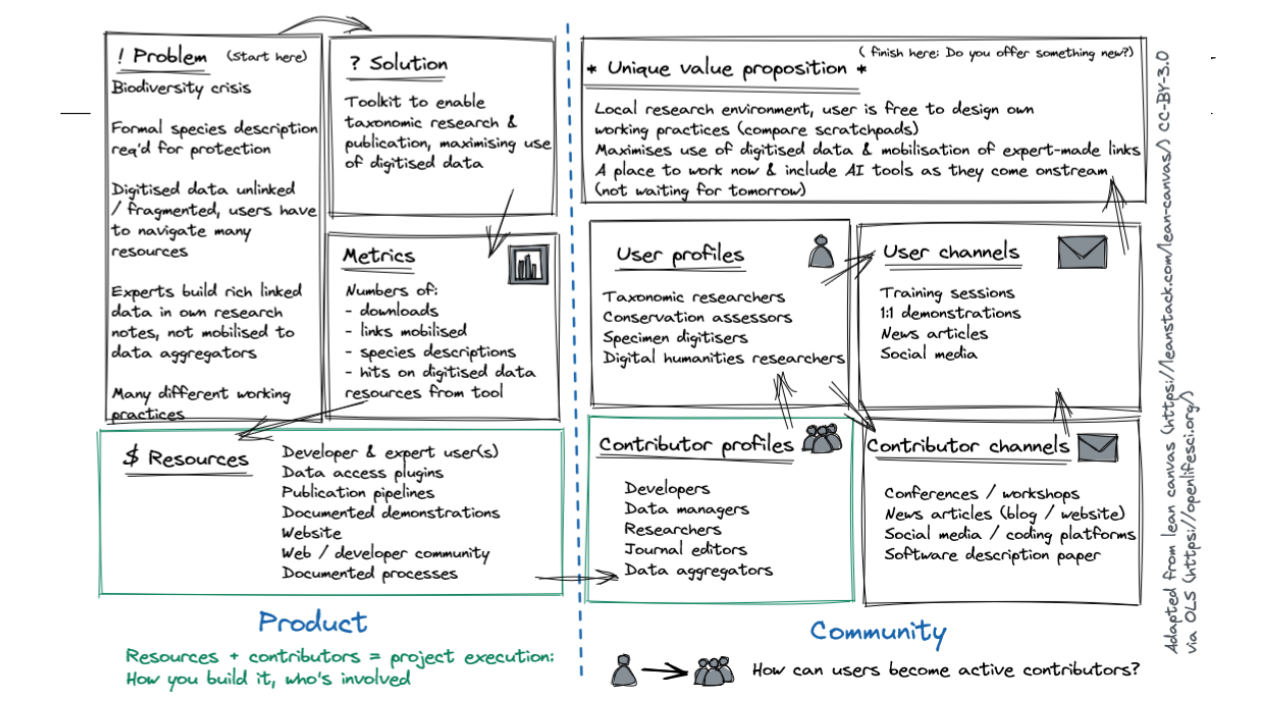 ! Problem (Start here)
Biodiversity crisis
Formal species description
req'd for protection
Digitised data unlinked
/ fragmented, users have
to navigate many
resources
Experts build rich linked
data in own research
notes, not mobilised to
data aggregators
Many different working
practices
? Solution
Toolkit to enable
taxonomic research &
publication, maximising use
of digitised data
Metrics
Numbers of:
- downloads
- links mobilised
- species descriptions
- hits on digitised data
resources from tool
$ Resources
Developer & expert user(s)
Data access plugins
Publication pipelines
Documented demonstrations
Website
Web / developer community
Documented processes
Product
Resources + contributors = project execution:
How you build it, who's involved
( finish here: Do you offer something new?)
* Unique value proposition *
Local research environment, user is free to design own
working practices (compare scratchpads)
Maximises use of digitised data & mobilisation of expert-made links
A place to work now & include AI tools as they come onstream
(not waiting for tomorrow)
User profiles
Taxonomic researchers
Conservation assessors
Specimen digitisers
Digital humanities researchers
User channels
Training sessions
1:1 demonstrations
News articles
Social media
Contributor profiles
Developers
Data managers
Researchers
Journal editors
Data aggregators
Contributor channels
Conferences / workshops
News articles (blog / website)
Social media / coding platforms
Software description paper
Community
How can users become active contributors?
Adapted from lean canvas (https://leanstack.com/lean-canvas/) CC-BY-3.0
via OLS (https://openlifesci.org/)